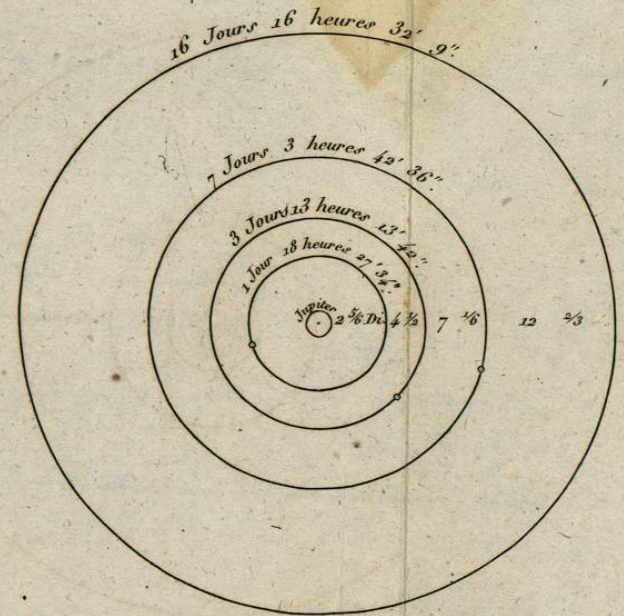 16 Jours 16 heures 32' 9".
7 Jours 3 heures 42' 36".
3 Jours 13 heures 13' 42".
1 Jour 18 heures 27' 34".
Jupiter
2 5/6 Di. 4 1/2 7 1/6 12 2/3